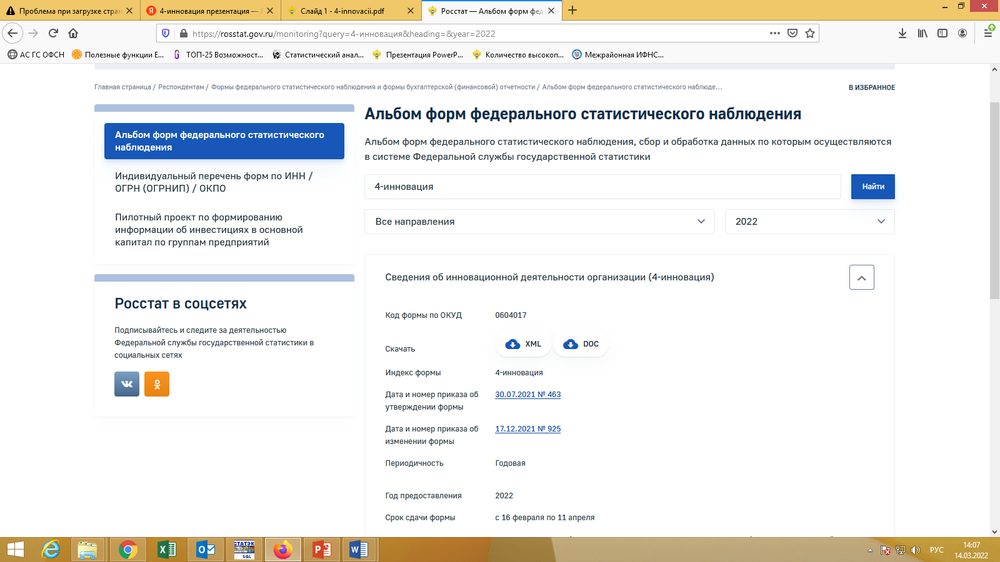 Проблема при загрузке стран
4-инновация презентация —
Слайд 1 - 4-innovacii.pdf
Росстат — Альбом форм фед
https://rosstat.gov.ru/monitoring?query=4-инновация&heading=&year=2022
АС ГС ОФСН
Полезные функции E...
ТОП-25 Возможност...
Статистический анал...
Презентация PowerP...
Количество высокоп...
Межрайонная ИФНС...
Главная страница / Респондентам / Формы федерального статистического наблюдения и формы бухгалтерской (финансовой) отчетности / Альбом форм федерального статистического наблюде...
В ИЗБРАННОЕ
Альбом форм федерального статистического
наблюдения
Индивидуальный перечень форм по ИНН /
ОГРН (ОГРНИП) / ОКПО
Пилотный проект по формированию
информации об инвестициях в основной
капитал по группам предприятий
Росстат в соцсетях
Подписывайтесь и следите за деятельностью
Федеральной службы государственной статистики в
социальных сетях
Альбом форм федерального статистического наблюдения
Альбом форм федерального статистического наблюдения, сбор и обработка данных по которым осуществляются
в системе Федеральной службы государственной статистики
4-инновация
Найти
Все направления
2022
Сведения об инновационной деятельности организации (4-инновация)
Код формы по ОКУД 0604017
Скачать XML DOC
Индекс формы 4-инновация
Дата и номер приказа об
утверждении формы
30.07.2021 № 463
Дата и номер приказа об
изменении формы
17.12.2021 № 925
Периодичность Годовая
Год предоставления 2022
Срок сдачи формы с 16 февраля по 11 апреля
СТАТЭК
SQL
РУС
14:07
14.03.2022